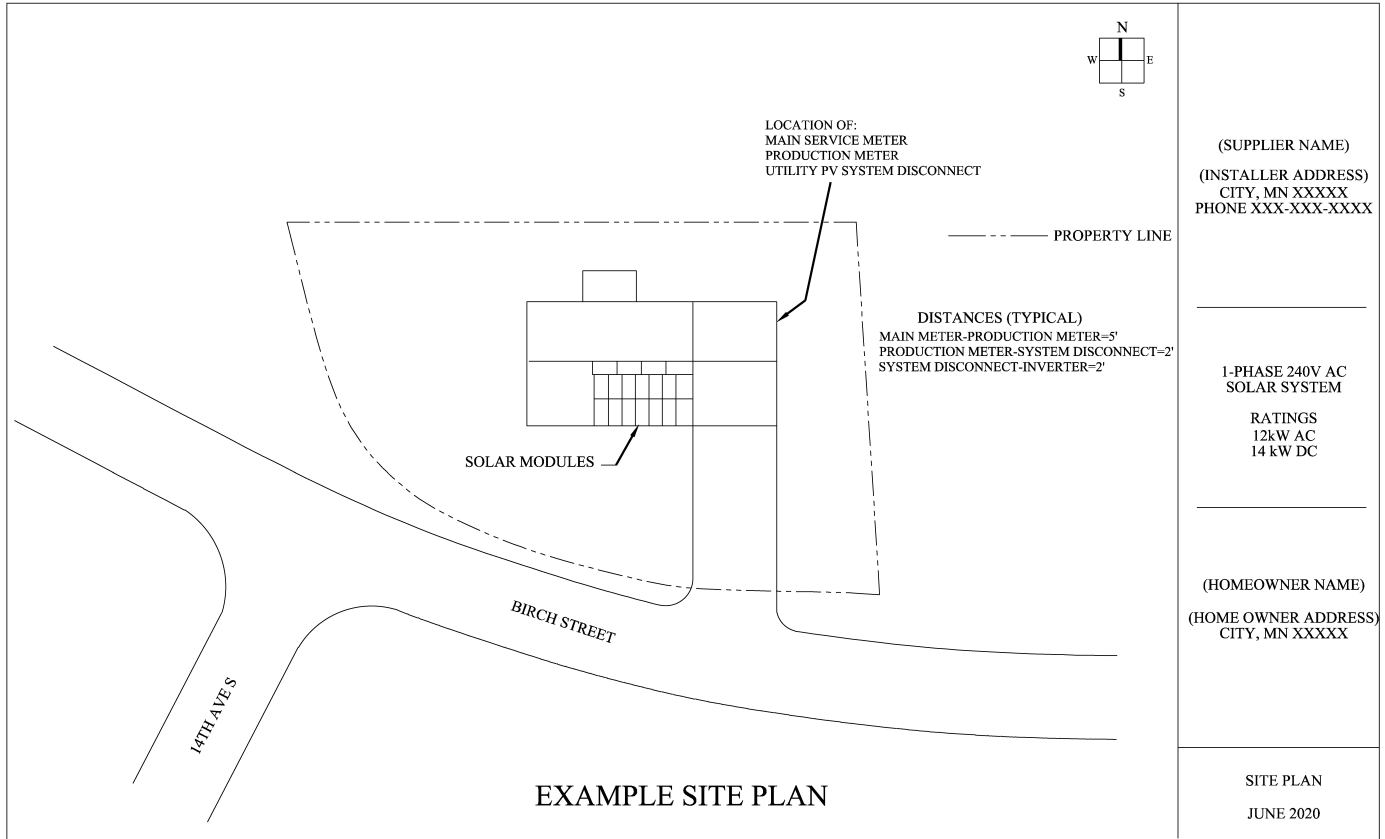 N
W
E
S
LOCATION OF:
MAIN SERVICE METER
PRODUCTION METER
UTILITY PV SYSTEM DISCONNECT
PROPERTY LINE
DISTANCES (TYPICAL)
MAIN METER-PRODUCTION METER=5'
PRODUCTION METER-SYSTEM DISCONNECT=2'
SYSTEM DISCONNECT-INVERTER=2'
SOLAR MODULES
BIRCH STREET
14TH AVE S
EXAMPLE SITE PLAN
(SUPPLIER NAME)
(INSTALLER ADDRESS)
CITY, MN XXXXX
PHONE XXX-XXX-XXXX
1-PHASE 240V AC
SOLAR SYSTEM
RATINGS
12kW AC
14 kW DC
(HOMEOWNER NAME)
(HOME OWNER ADDRESS)
CITY, MN XXXXX
SITE PLAN
JUNE 2020